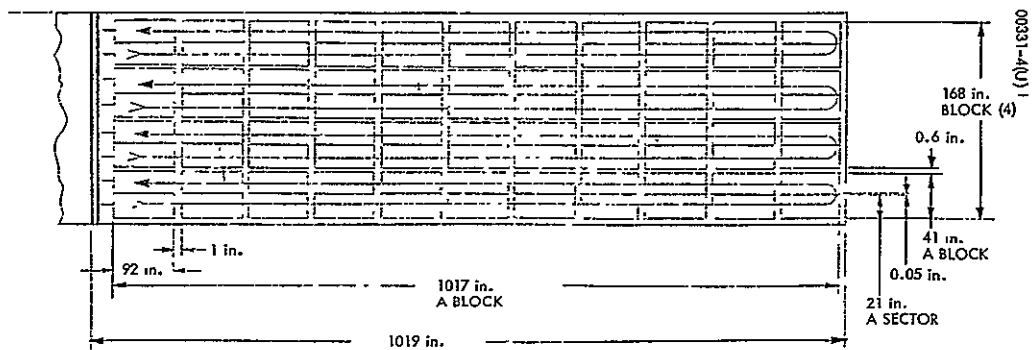 00331-4(U) 1
168 in.
BLOCK (4)
0.6 in.
41 in.
A BLOCK
0.05 in.
21 in.
A SECTOR
1 in.
92 in.
1017 in.
A BLOCK
1019 in.